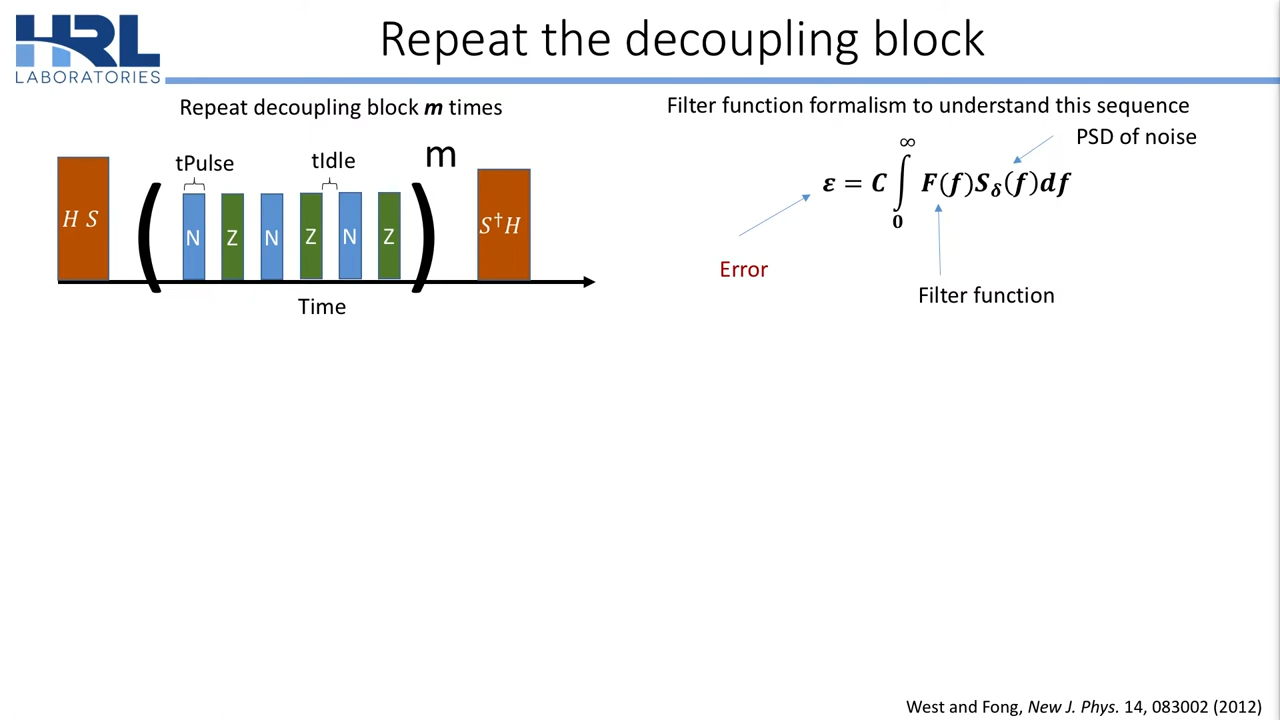 HRL
LABORATORIES
Repeat the decoupling block
Repeat decoupling block m times
tPulse
tIdle
m
H S
( N Z N Z N Z )
S†H
Time
Filter function formalism to understand this sequence
PSD of noise
ε = C ∫₀^∞ F(f)S_δ(f)df
Error
Filter function
West and Fong, New J. Phys. 14, 083002 (2012)